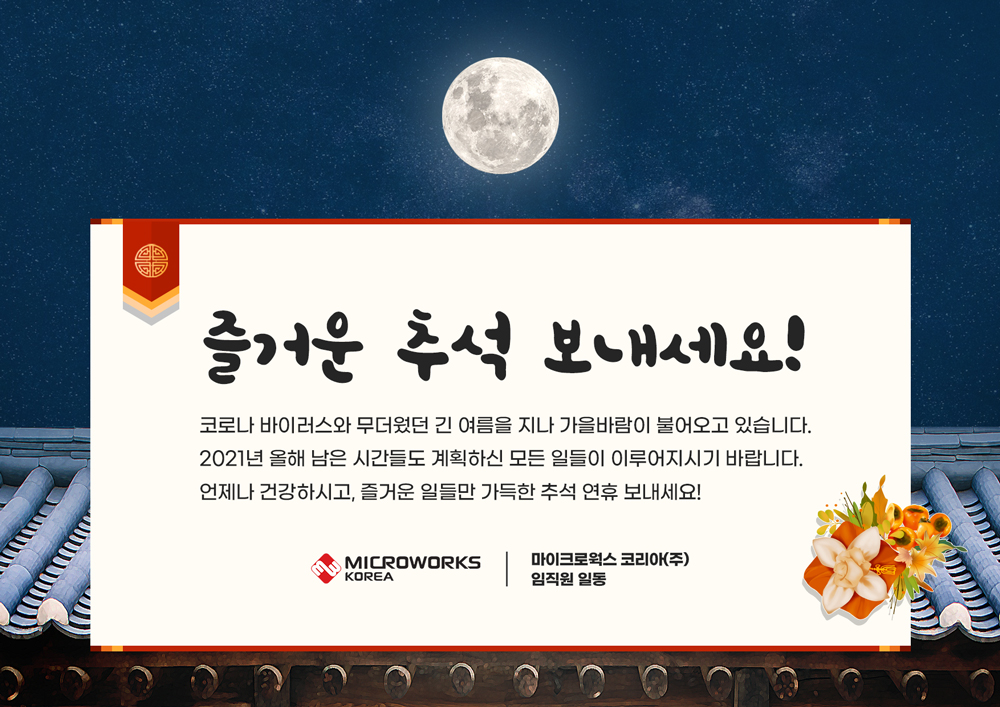 즐거운 추석 보내세요!
코로나 바이러스와 무더웠던 긴 여름을 지나 가을바람이 불어오고 있습니다.
2021년 올해 남은 시간들도 계획하신 모든 일들이 이루어지시기 바랍니다.
언제나 건강하시고, 즐거운 일들만 가득한 추석 연휴 보내세요!
MICROWORKS
KOREA
마이크로웍스 코리아(주)
임직원 일동